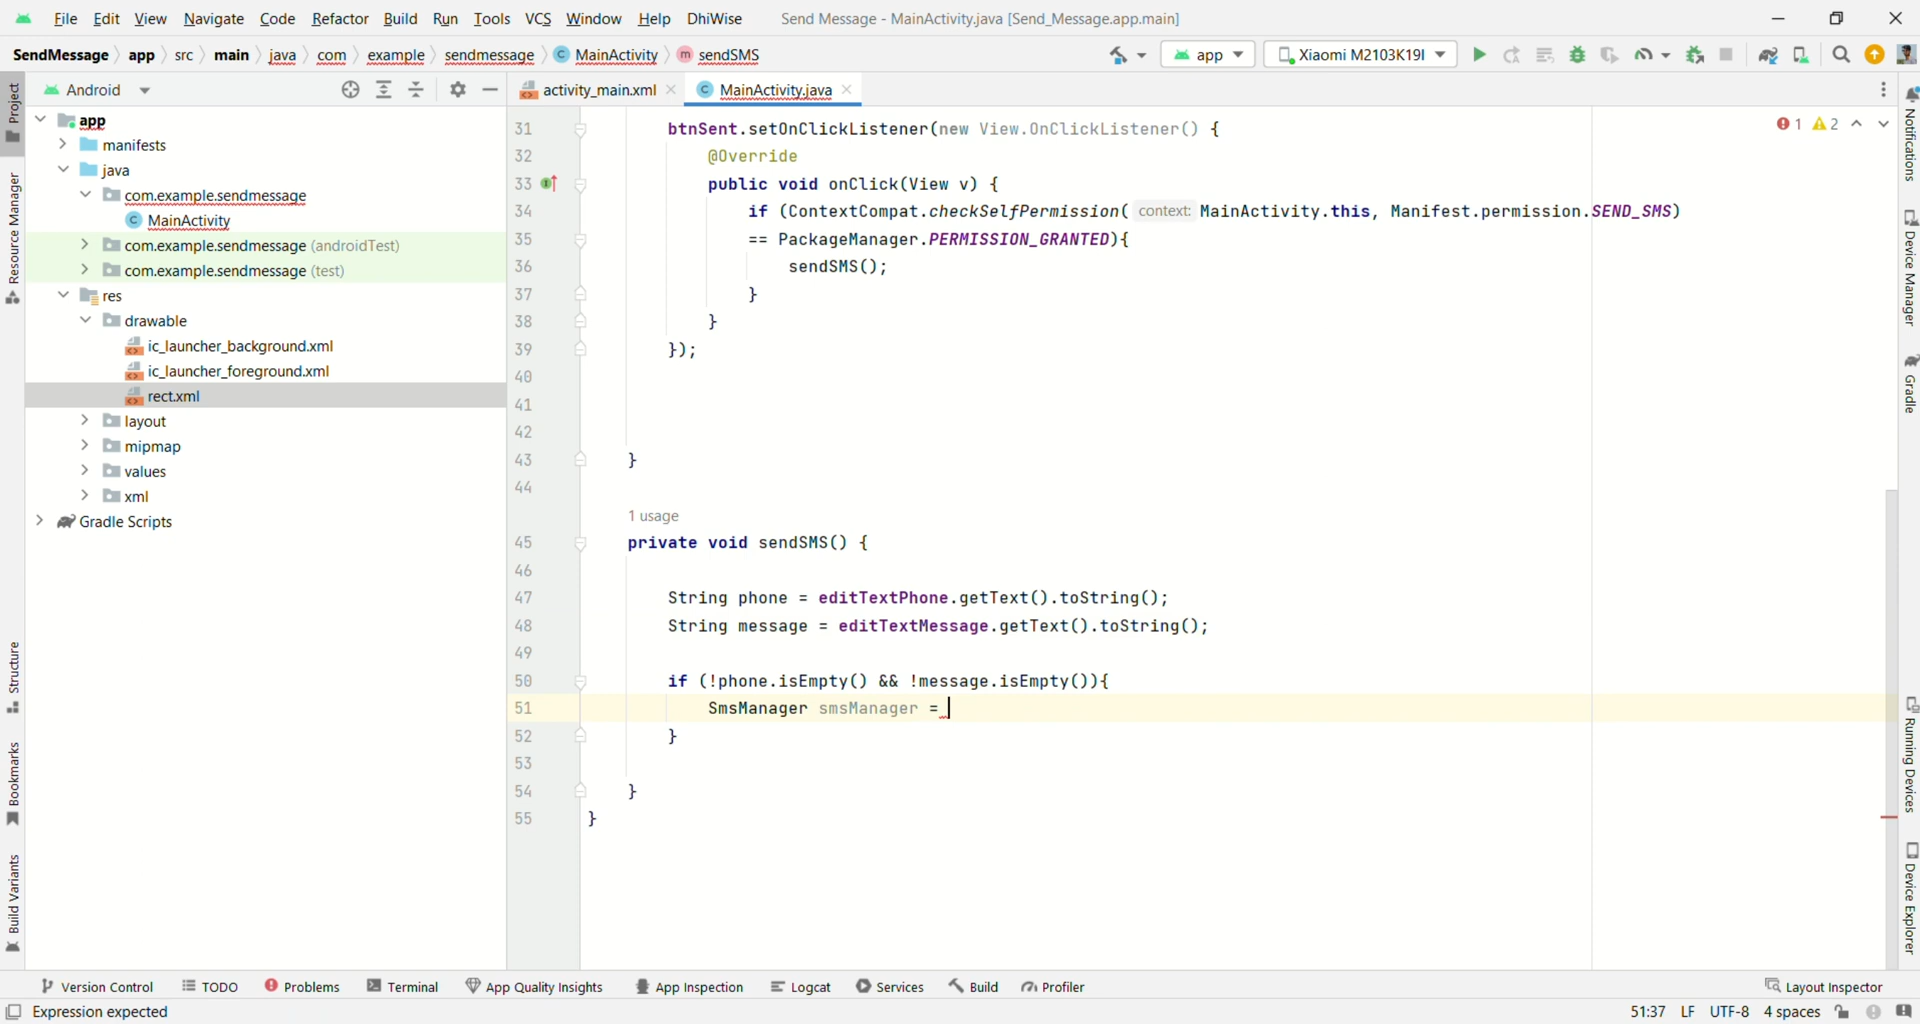 File Edit View Navigate Code Refactor Build Run Tools VCS Window Help DhiWise Send Message - MainActivity.java [Send_Message.app.main]
SendMessage app src main java com example sendmessage MainActivity sendSMS app Xiaomi M2103K19I
Android activity_main.xml MainActivity.java
app
manifests
java
com.example.sendmessage
MainActivity
com.example.sendmessage (androidTest)
com.example.sendmessage (test)
res
drawable
ic_launcher_background.xml
ic_launcher_foreground.xml
rect.xml
layout
mipmap
values
xml
Gradle Scripts
Project
Resource Manager
Structure
Bookmarks
Build Variants
1 2
31 btnSent.setOnClickListener(new View.OnClickListener() {
32 @Override
33 public void onClick(View v) {
34 if (ContextCompat.checkSelfPermission( context: MainActivity.this, Manifest.permission.SEND_SMS)
35 == PackageManager.PERMISSION_GRANTED){
36 sendSMS();
37 }
38 }
39 });
40
41
42
43 }
44
1 usage
45 private void sendSMS() {
46
47 String phone = editTextPhone.getText().toString();
48 String message = editTextMessage.getText().toString();
49
50 if (!phone.isEmpty() && !message.isEmpty()){
51 SmsManager smsManager =
52 }
53
54 }
55 }
Notifications
Device Manager
Gradle
Running Devices
Device Explorer
Version Control TODO Problems Terminal App Quality Insights App Inspection Logcat Services Build Profiler Layout Inspector
Expression expected 51:37 LF UTF-8 4 spaces